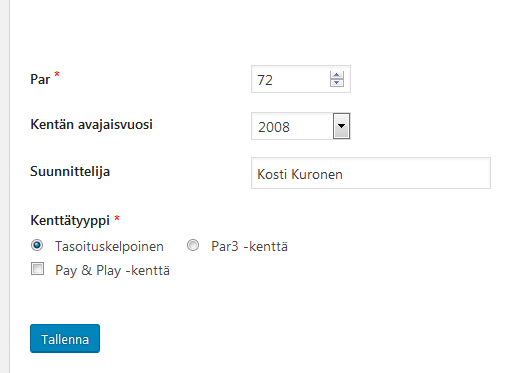 Par * 72
Kentän avajaisvuosi 2008
Suunnittelija Kosti Kuronen
Kenttätyyppi *
Tasoituskelpoinen Par3 -kenttä
Pay & Play -kenttä
Tallenna